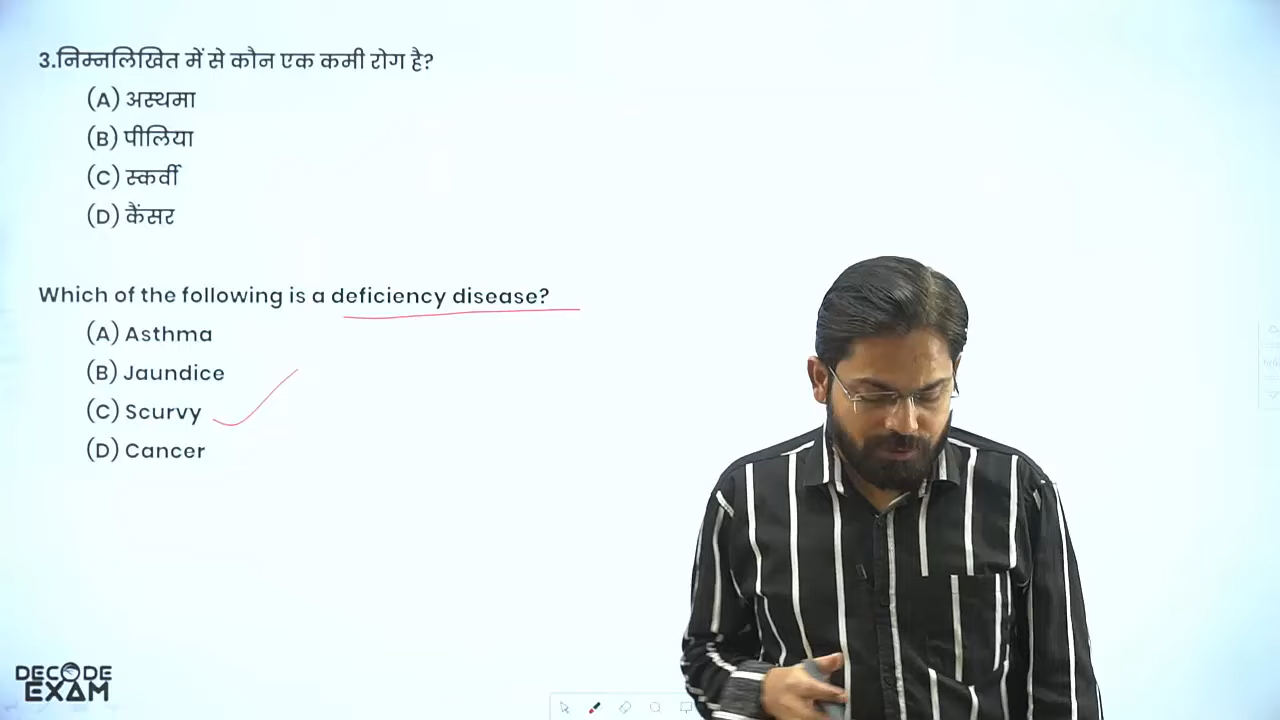 3.निम्नलिखित में से कौन एक कमी रोग है?
(A) अस्थमा
(B) पीलिया
(C) स्कर्वी
(D) कैंसर
Which of the following is a deficiency disease?
(A) Asthma
(B) Jaundice
(C) Scurvy
(D) Cancer
DECODE
EXAM